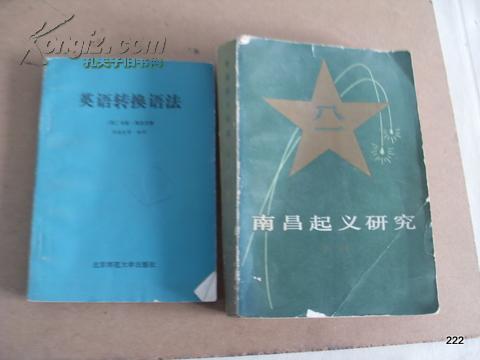 Kongfz.com
孔夫子旧书网
英语转换语法
北京师范大学出版社
八一
南昌起义研究
222